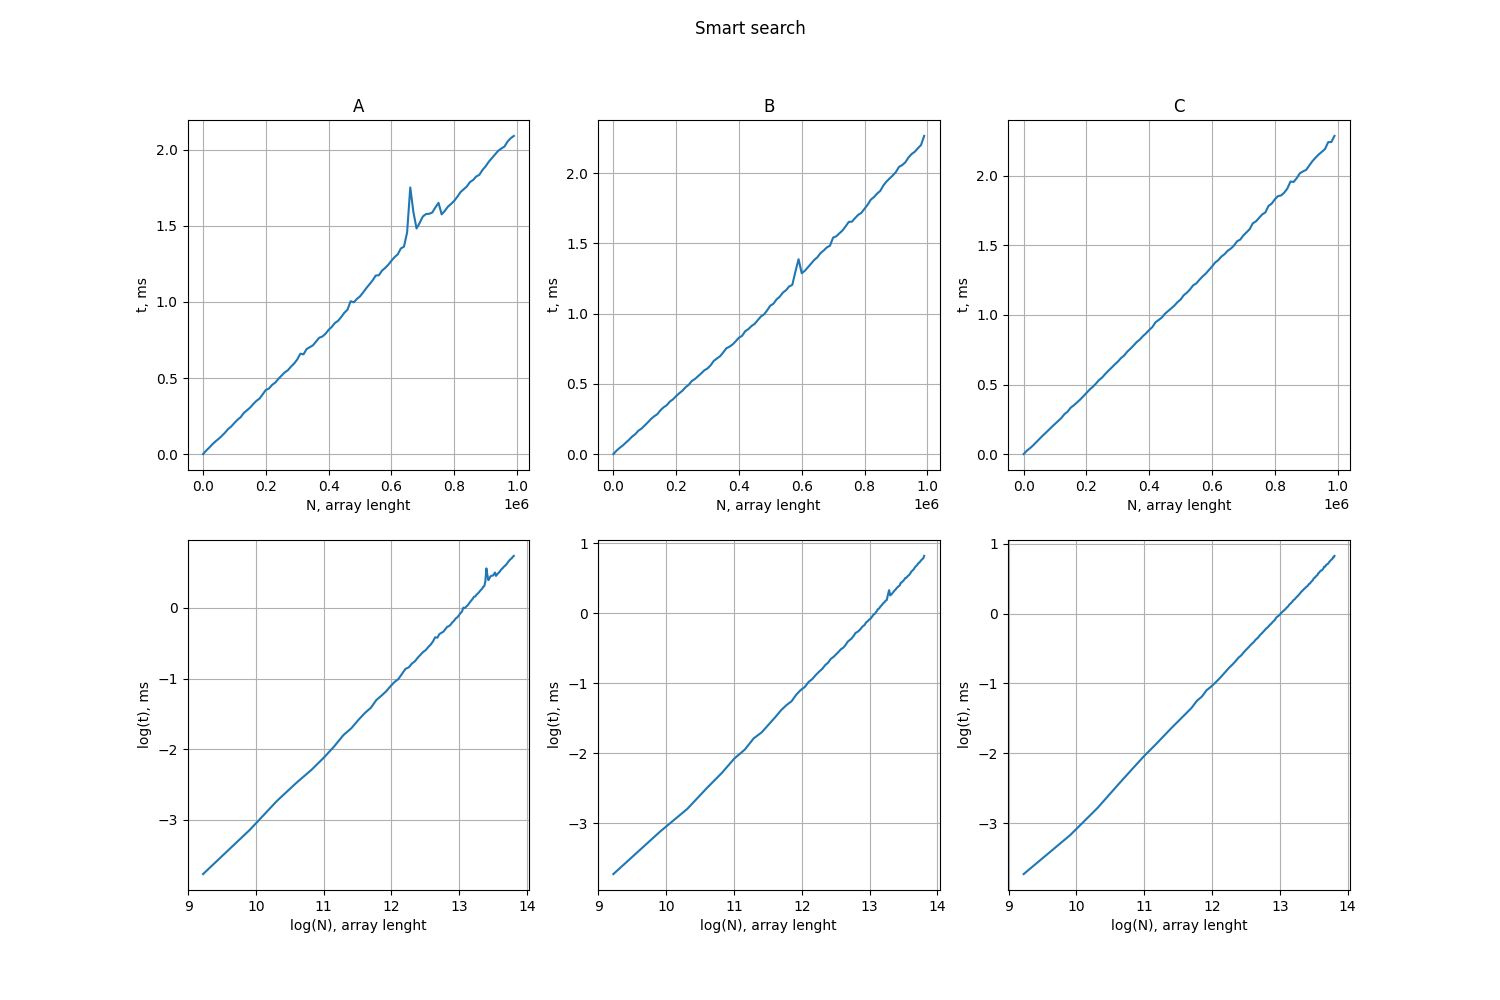 Smart search
A
B
C
2.0
1.5
1.0
0.5
0.0
t, ms
0.0 0.2 0.4 0.6 0.8 1.0
1e6
N, array lenght
2.0
1.5
1.0
0.5
0.0
t, ms
0.0 0.2 0.4 0.6 0.8 1.0
1e6
N, array lenght
2.0
1.5
1.0
0.5
0.0
t, ms
0.0 0.2 0.4 0.6 0.8 1.0
1e6
N, array lenght
0
−1
−2
−3
log(t), ms
9 10 11 12 13 14
log(N), array lenght
1
0
−1
−2
−3
log(t), ms
9 10 11 12 13 14
log(N), array lenght
1
0
−1
−2
−3
log(t), ms
9 10 11 12 13 14
log(N), array lenght